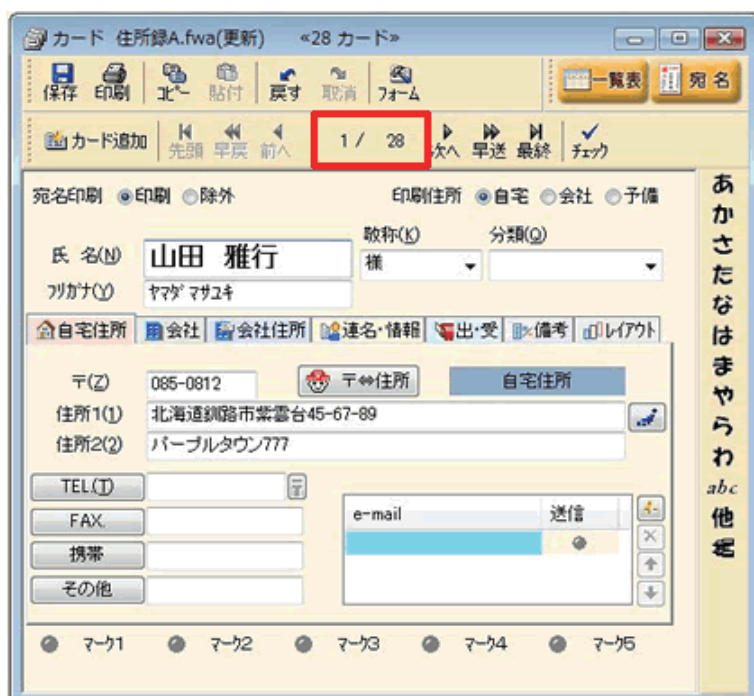 カード 住所録A.fwa(更新) «28 カード»
保存 印刷 コピー 貼付 戻す 取消 フォーム 一覧表 宛名
カード追加 先頭 早戻 前へ 1 / 28 次へ 早送 最終 チェック
宛名印刷 印刷 除外 印刷住所 自宅 会社 予備
敬称(K) 分類(Q)
氏 名(N) 山田 雅行 様
フリガナ(Y) ヤマダ マサユキ
自宅住所 会社 会社住所 連名・情報 出・受 備考 レイアウト
〒(Z) 085-0812 〒⇔住所 自宅住所
住所1(1) 北海道釧路市紫雲台45-67-89
住所2(2) パープルタウン777
TEL.(T)
FAX.
e-mail 送信
携帯
その他
マーク1 マーク2 マーク3 マーク4 マーク5
あ
か
さ
た
な
は
ま
や
ら
わ
abc
他